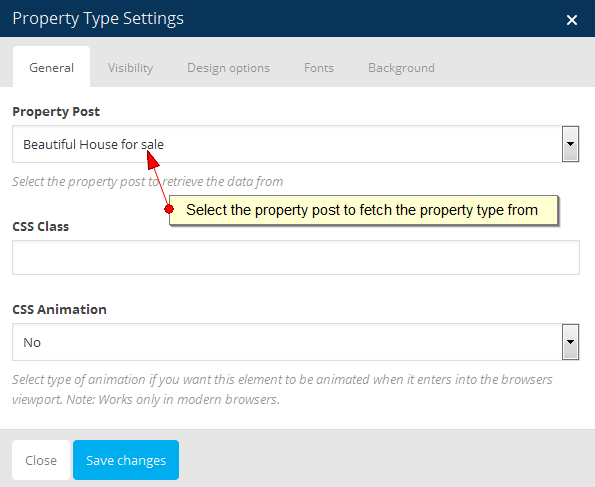 Property Type Settings
General Visibility Design options Fonts Background
Property Post
Beautiful House for sale
Select the property post to retrieve the data from
Select the property post to fetch the property type from
CSS Class
CSS Animation
No
Select type of animation if you want this element to be animated when it enters into the browsers
viewport. Note: Works only in modern browsers.
Close Save changes